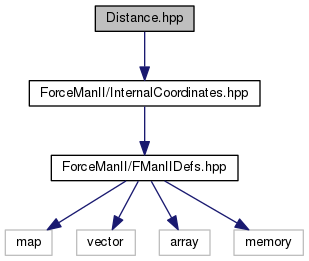 Distance.hpp
ForceManII/InternalCoordinates.hpp
ForceManII/FManIIDefs.hpp
map
vector
array
memory